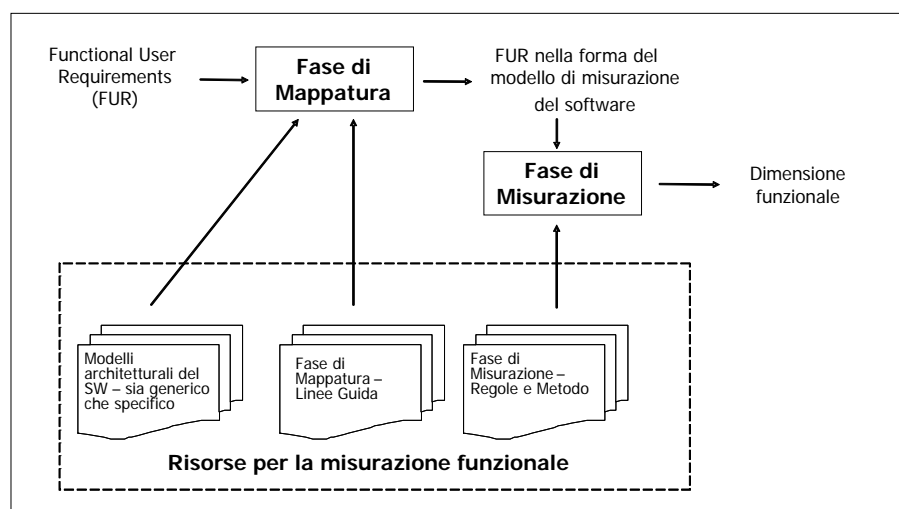 Functional User
Requirements
(FUR)
Fase di
Mappatura
FUR nella forma del
modello di misurazione
del software
Fase di
Misurazione
Dimensione
funzionale
Modelli
architetturali del
SW – sia generico
che specifico
Fase di
Mappatura –
Linee Guida
Fase di
Misurazione –
Regole e Metodo
Risorse per la misurazione funzionale